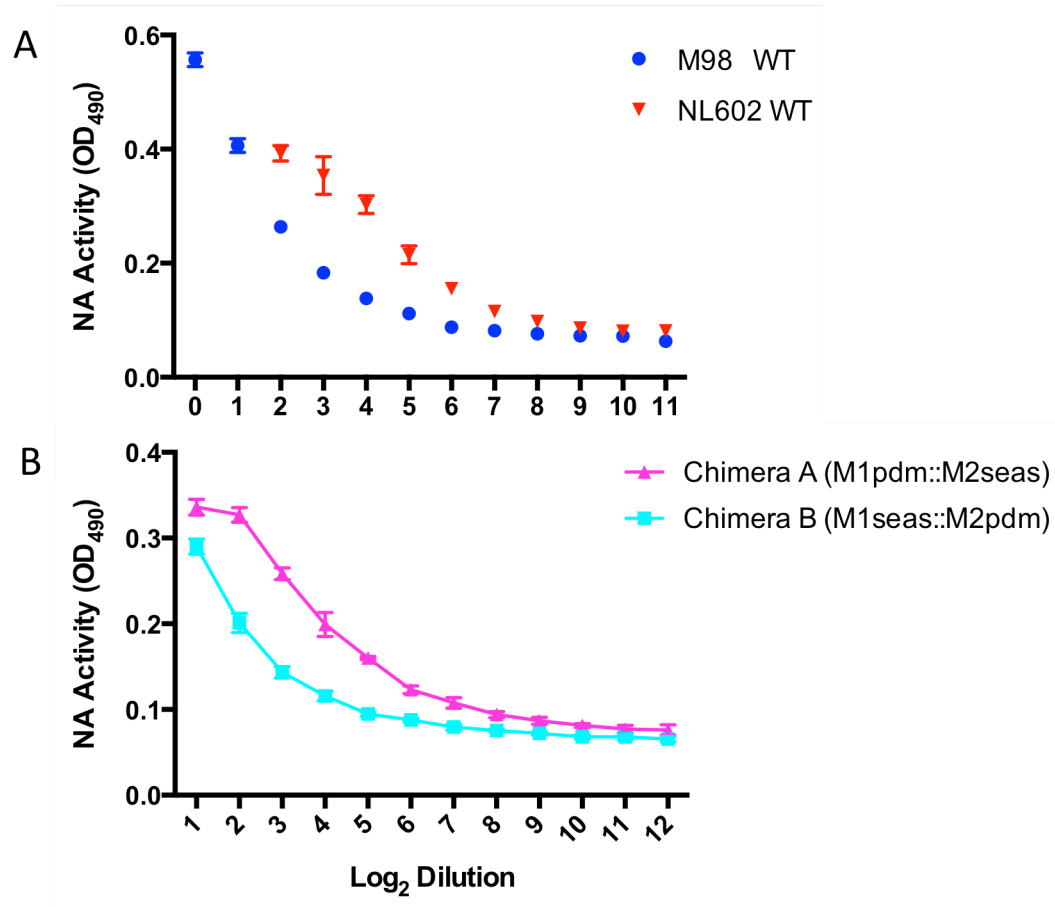 A
NA Activity (OD490)
0.6
0.4
0.2
0.0
M98 WT
NL602 WT
0 1 2 3 4 5 6 7 8 9 10 11
B
NA Activity (OD490)
0.4
0.3
0.2
0.1
0.0
Chimera A (M1pdm::M2seas)
Chimera B (M1seas::M2pdm)
1 2 3 4 5 6 7 8 9 10 11 12
Log2 Dilution